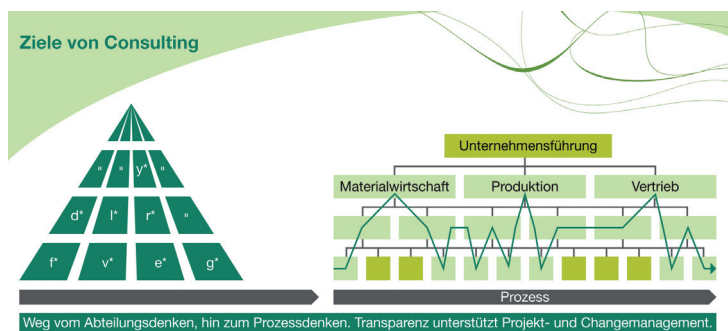 Ziele von Consulting
" " y* "
d* l* r* "
f* v* e* g*
Unternehmensführung
Materialwirtschaft Produktion Vertrieb
Prozess
Weg vom Abteilungsdenken, hin zum Prozessdenken. Transparenz unterstützt Projekt- und Changemanagement.